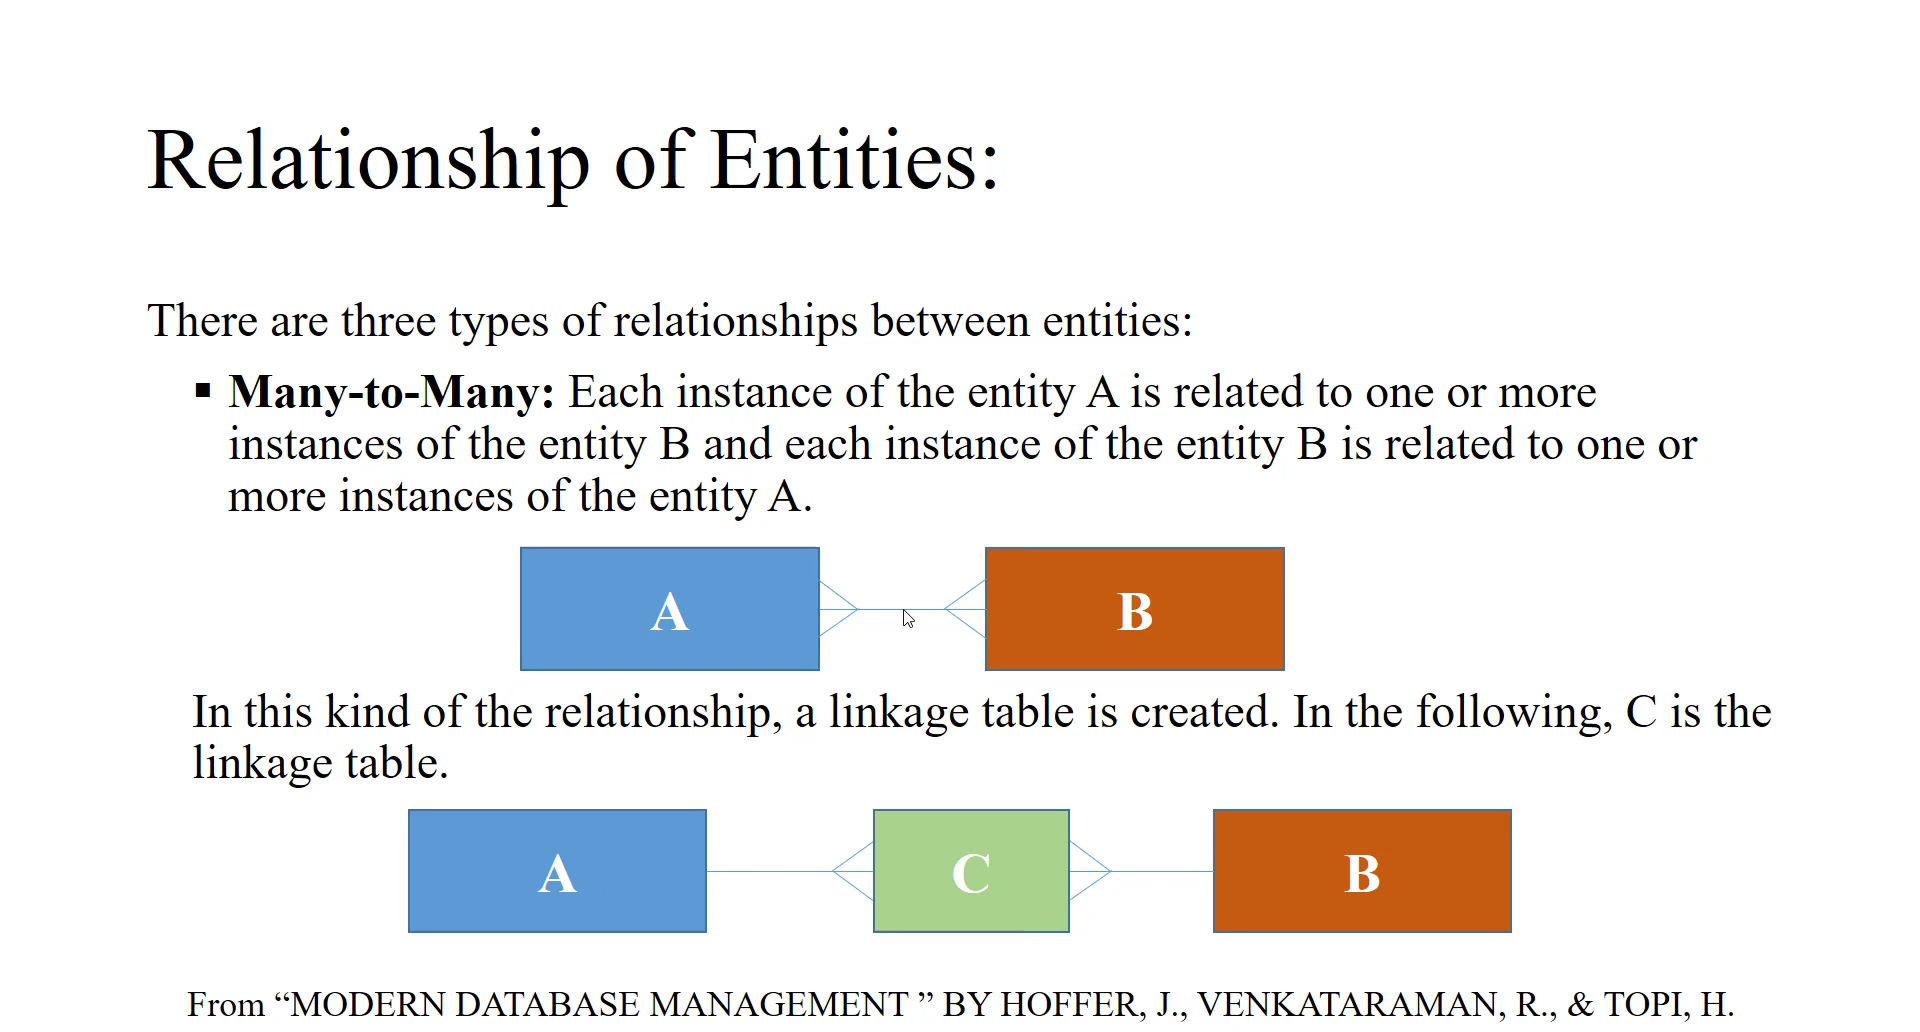 Relationship of Entities:
There are three types of relationships between entities:
▪ Many-to-Many: Each instance of the entity A is related to one or more
instances of the entity B and each instance of the entity B is related to one or
more instances of the entity A.
A B
In this kind of the relationship, a linkage table is created. In the following, C is the
linkage table.
A C B
From “MODERN DATABASE MANAGEMENT ” BY HOFFER, J., VENKATARAMAN, R., & TOPI, H.